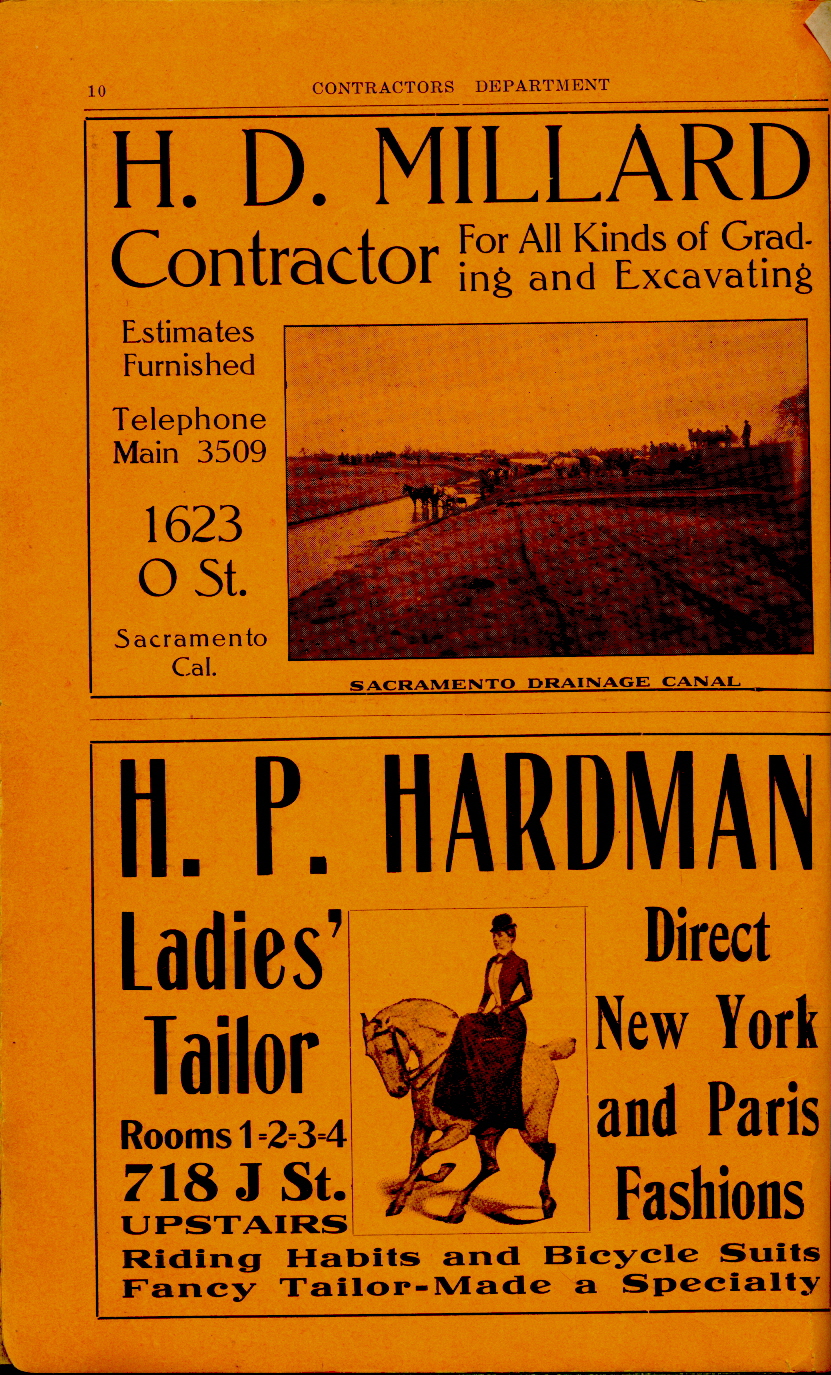 10
CONTRACTORS DEPARTMENT
H. D. MILLARD
Contractor
For All Kinds of Grad-
ing and Excavating
Estimates
Furnished
Telephone
Main 3509
1623
O St.
Sacramento
Cal.
SACRAMENTO DRAINAGE CANAL
H. P. HARDMAN
Ladies'
Tailor
Rooms 1=2=3=4
718 J St.
UPSTAIRS
Direct
New York
and Paris
Fashions
Riding Habits and Bicycle Suits
Fancy Tailor-Made a Specialty